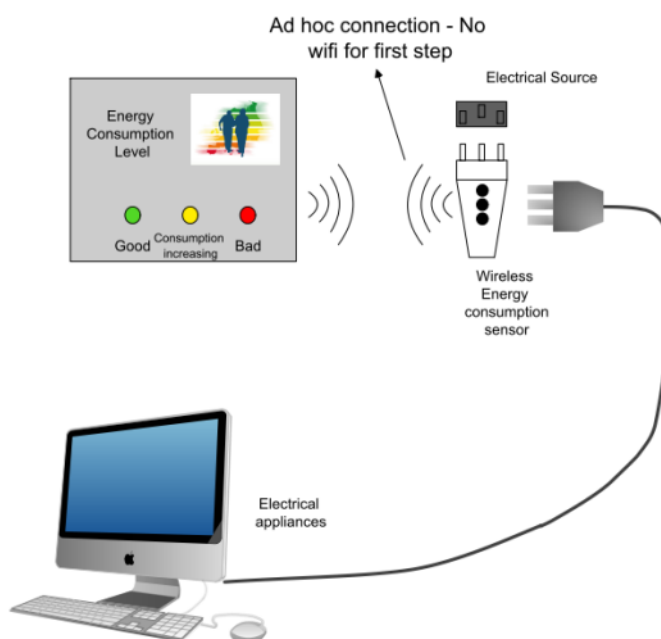 Ad hoc connection - No
wifi for first step
Electrical Source
Energy
Consumption
Level
Good
Consumption
increasing
Bad
Wireless
Energy
consumption
sensor
Electrical
appliances